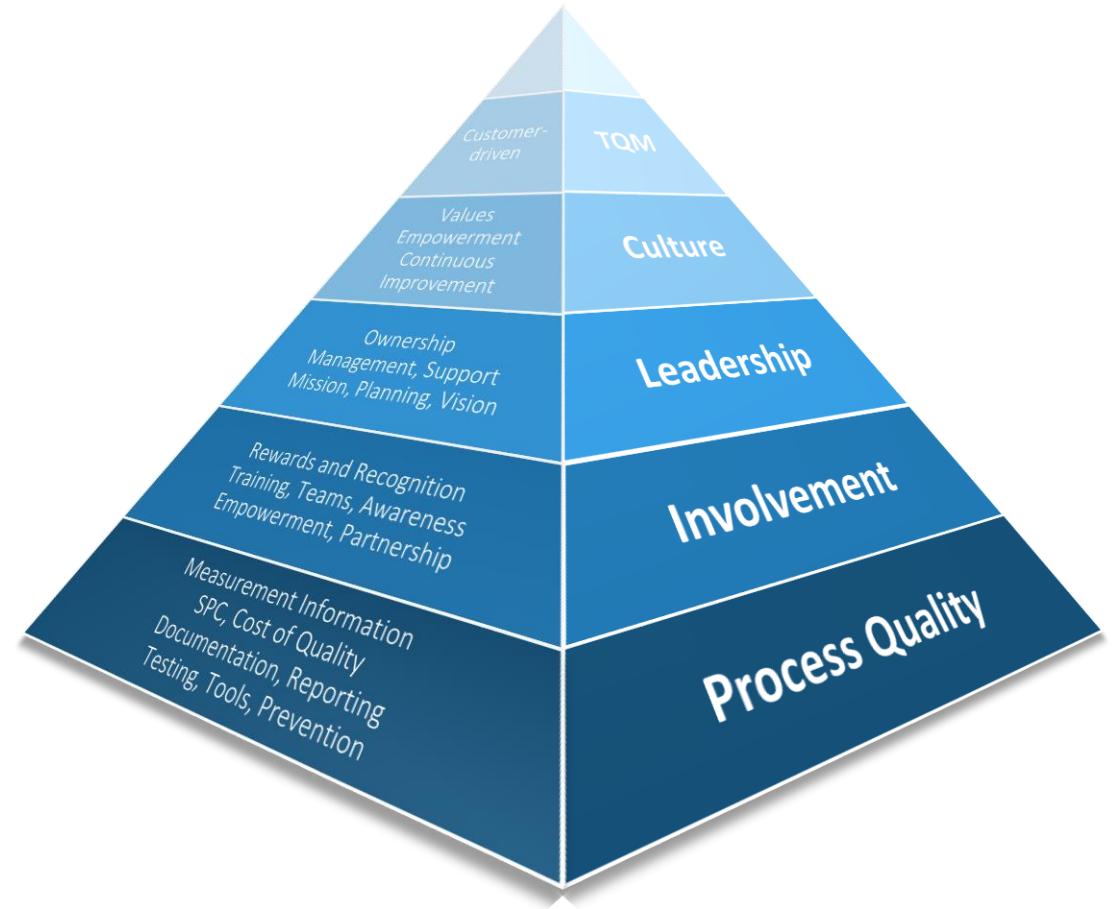 Customer-
driven
TQM
Values
Empowerment
Continuous
Improvement
Culture
Ownership
Management, Support
Mission, Planning, Vision
Leadership
Rewards and Recognition
Training, Teams, Awareness
Empowerment, Partnership
Involvement
Measurement Information
SPC, Cost of Quality
Documentation, Reporting
Testing, Tools, Prevention
Process Quality